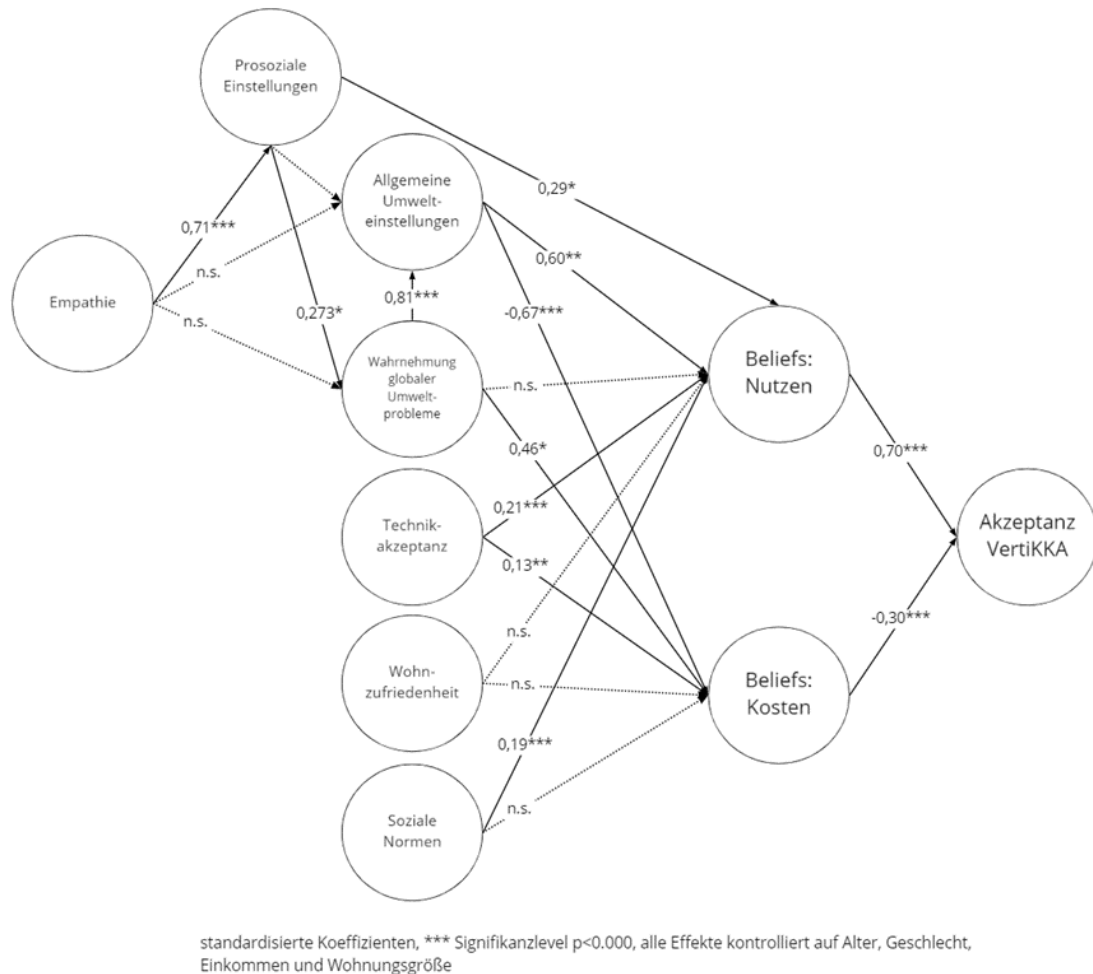 Prosoziale
Einstellungen
Allgemeine
Umwelt-
einstellungen
0,29*
0,71***
0,60**
n.s.
Empathie
0,81***
0,273*
-0,67***
n.s.
Wahrnehmung
globaler
Umwelt-
probleme
n.s.
Beliefs:
Nutzen
0,46*
0,70***
0,21***
Technik-
akzeptanz
Akzeptanz
VertiKKA
0,13**
-0,30***
n.s.
Wohn-
zufriedenheit
n.s.
Beliefs:
Kosten
0,19***
n.s.
Soziale
Normen
standardisierte Koeffizienten, *** Signifikanzlevel p<0.000, alle Effekte kontrolliert auf Alter, Geschlecht,
Einkommen und Wohnungsgröße